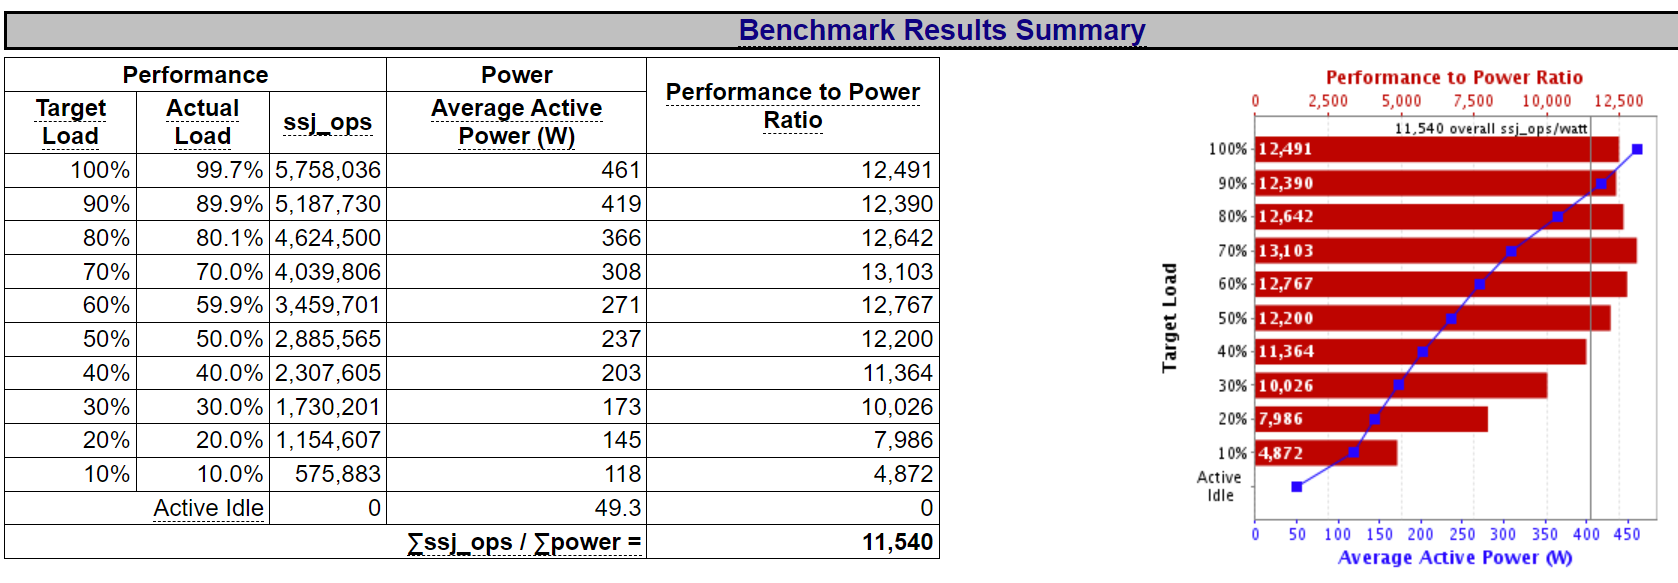 Benchmark Results Summary
Performance Power Performance to Power Ratio
Target Load Actual Load ssj_ops Average Active Power (W)
100% 99.7% 5,758,036 461 12,491
90% 89.9% 5,187,730 419 12,390
80% 80.1% 4,624,500 366 12,642
70% 70.0% 4,039,806 308 13,103
60% 59.9% 3,459,701 271 12,767
50% 50.0% 2,885,565 237 12,200
40% 40.0% 2,307,605 203 11,364
30% 30.0% 1,730,201 173 10,026
20% 20.0% 1,154,607 145 7,986
10% 10.0% 575,883 118 4,872
Active Idle 0 49.3 0
∑ssj_ops / ∑power = 11,540
Performance to Power Ratio
0 2,500 5,000 7,500 10,000 12,500
11,540 overall ssj_ops/watt
100% 12,491
90% 12,390
80% 12,642
70% 13,103
60% 12,767
50% 12,200
40% 11,364
30% 10,026
20% 7,986
10% 4,872
Active
Idle
Target Load
0 50 100 150 200 250 300 350 400 450
Average Active Power (W)